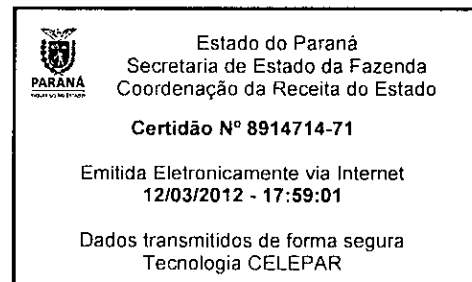 Estado do Paraná
Secretaria de Estado da Fazenda
PARANÁ
Coordenação da Receita do Estado
Certidão Nº 8914714-71
Emitida Eletronicamente via Internet
12/03/2012 - 17:59:01
Dados transmitidos de forma segura
Tecnologia CELEPAR